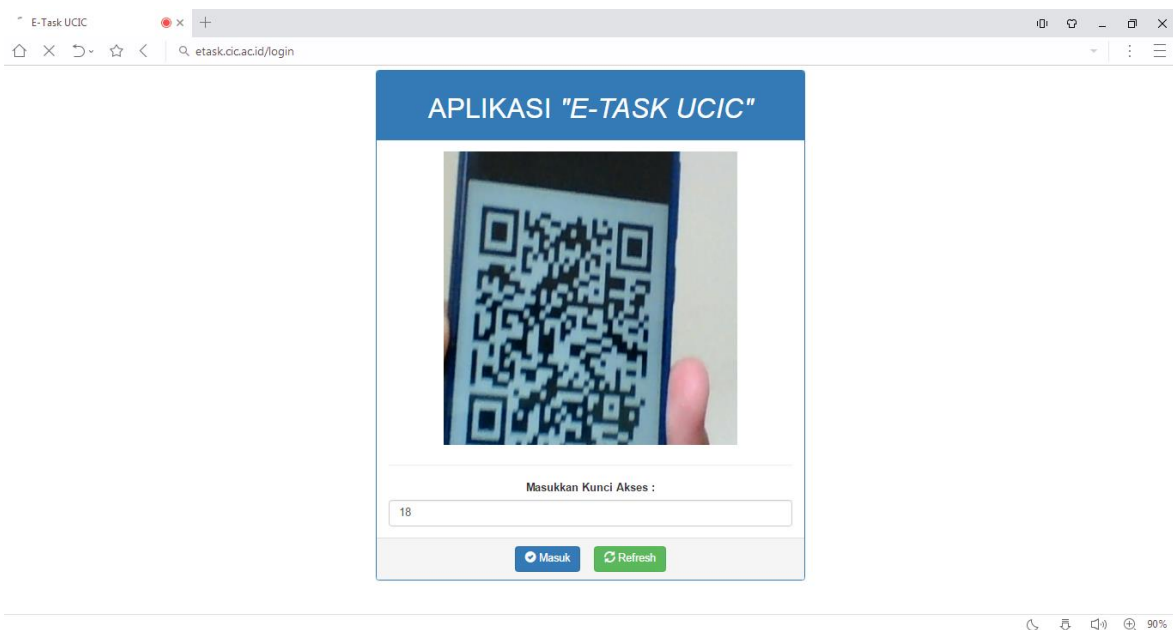 E-Task UCIC
etask.cic.ac.id/login
APLIKASI "E-TASK UCIC"
Masukkan Kunci Akses :
18
Masuk Refresh
90%